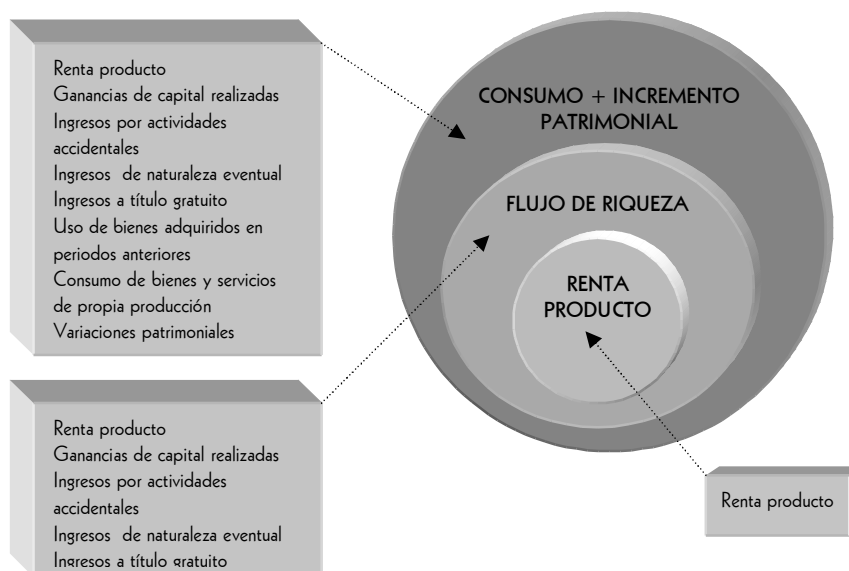 Renta producto
Ganancias de capital realizadas
Ingresos por actividades
accidentales
Ingresos de naturaleza eventual
Ingresos a título gratuito
Uso de bienes adquiridos en
periodos anteriores
Consumo de bienes y servicios
de propia producción
Variaciones patrimoniales
CONSUMO + INCREMENTO
PATRIMONIAL
FLUJO DE RIQUEZA
RENTA
PRODUCTO
Renta producto
Ganancias de capital realizadas
Ingresos por actividades
accidentales
Ingresos de naturaleza eventual
Ingresos a título gratuito
Renta producto